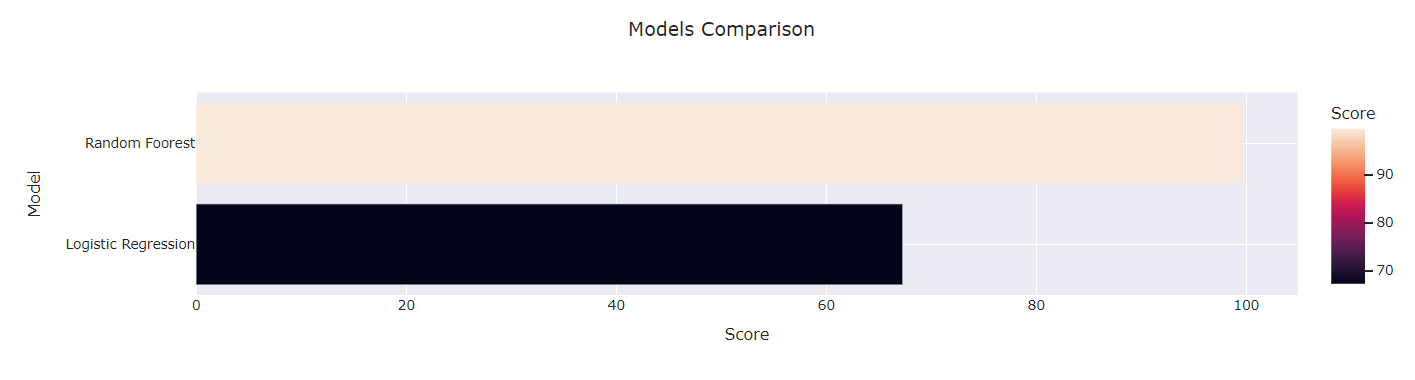 Models Comparison
Model
Random Foorest
Logistic Regression
0 20 40 60 80 100
Score
Score
90
80
70